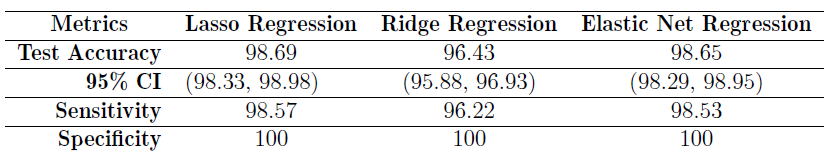 Metrics Lasso Regression Ridge Regression Elastic Net Regression
Test Accuracy 98.69 96.43 98.65
95% CI (98.33, 98.98) (95.88, 96.93) (98.29, 98.95)
Sensitivity 98.57 96.22 98.53
Specificity 100 100 100